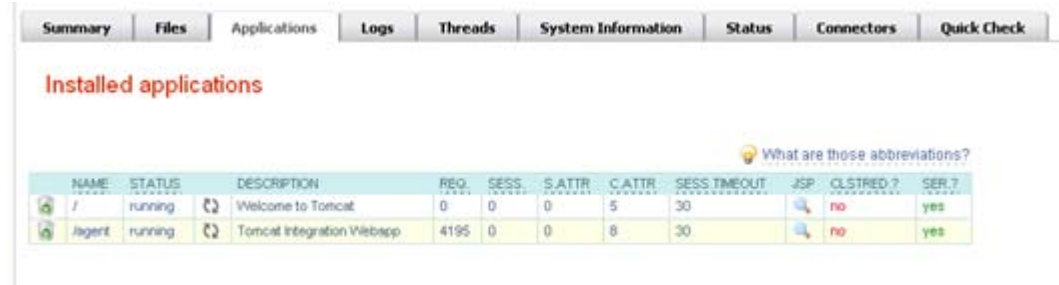 Summary Files Applications Logs Threads System Information Status Connectors Quick Check
Installed applications
What are those abbreviations?
NAME STATUS DESCRIPTION REQ. SESS. S.ATTR C.ATTR SESS.TIMEOUT JSP CLSTRED.? SER.?
/ running Welcome to Tomcat 0 0 0 5 30 no yes
/agent running Tomcat Integration Webapp 4195 0 0 8 30 no yes